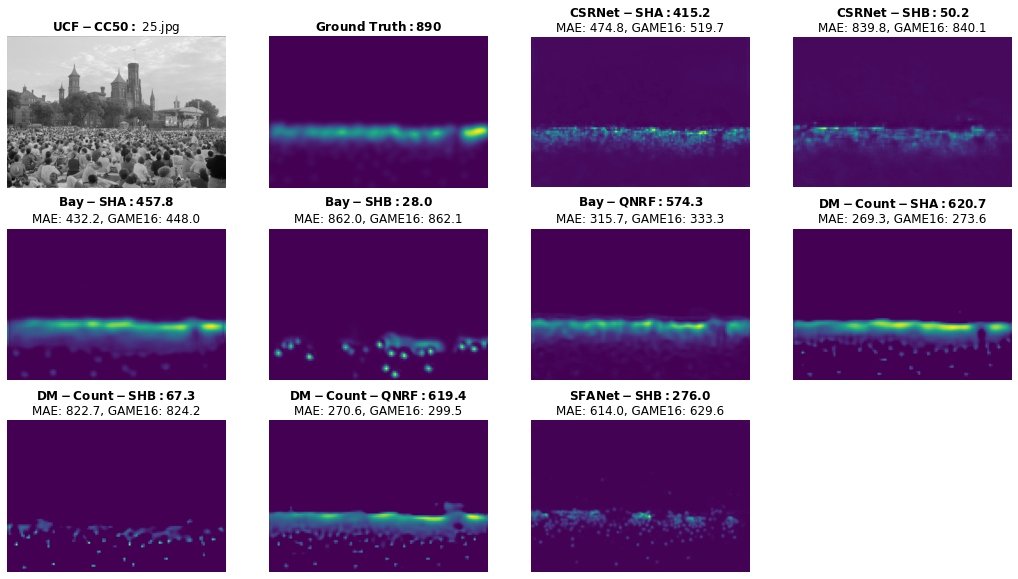 UCF − CC50 : 25.jpg
Ground Truth : 890
CSRNet − SHA : 415.2
MAE: 474.8, GAME16: 519.7
CSRNet − SHB : 50.2
MAE: 839.8, GAME16: 840.1
Bay − SHA : 457.8
MAE: 432.2, GAME16: 448.0
Bay − SHB : 28.0
MAE: 862.0, GAME16: 862.1
Bay − QNRF : 574.3
MAE: 315.7, GAME16: 333.3
DM − Count − SHA : 620.7
MAE: 269.3, GAME16: 273.6
DM − Count − SHB : 67.3
MAE: 822.7, GAME16: 824.2
DM − Count − QNRF : 619.4
MAE: 270.6, GAME16: 299.5
SFANet − SHB : 276.0
MAE: 614.0, GAME16: 629.6